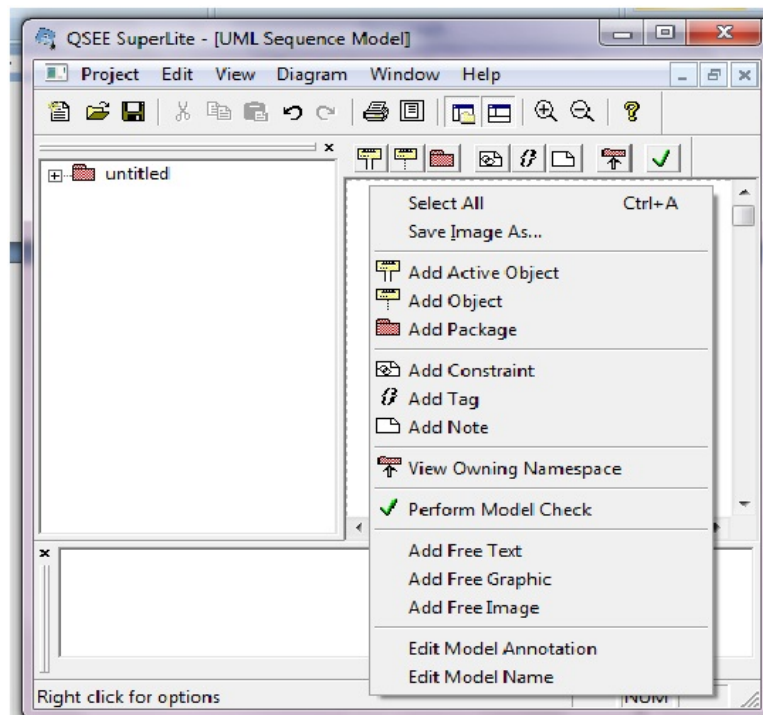 QSEE SuperLite - [UML Sequence Model]
Project Edit View Diagram Window Help
untitled
Select All Ctrl+A
Save Image As...
Add Active Object
Add Object
Add Package
Add Constraint
Add Tag
Add Note
View Owning Namespace
Perform Model Check
Add Free Text
Add Free Graphic
Add Free Image
Edit Model Annotation
Edit Model Name
Right click for options
NUM